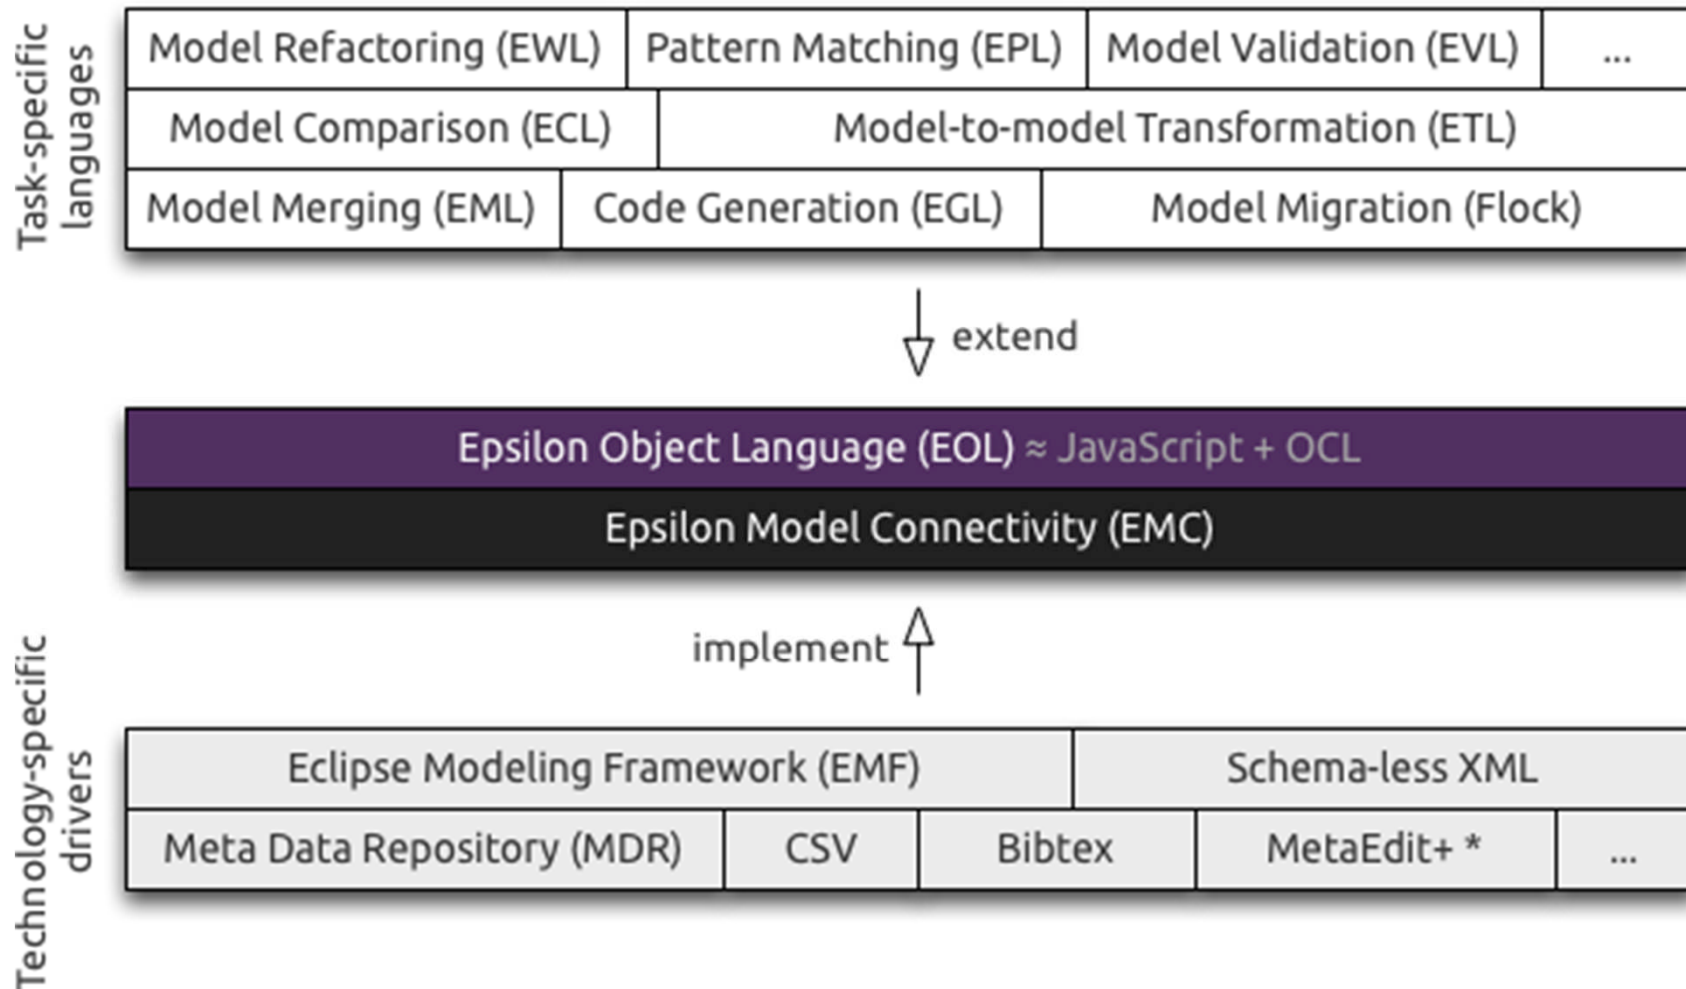 Task-specific
languages
Model Refactoring (EWL)
Pattern Matching (EPL)
Model Validation (EVL)
...
Model Comparison (ECL)
Model-to-model Transformation (ETL)
Model Merging (EML)
Code Generation (EGL)
Model Migration (Flock)
extend
Epsilon Object Language (EOL) ≈ JavaScript + OCL
Epsilon Model Connectivity (EMC)
implement
Technology-specific
drivers
Eclipse Modeling Framework (EMF)
Schema-less XML
Meta Data Repository (MDR)
CSV
Bibtex
MetaEdit+ *
...